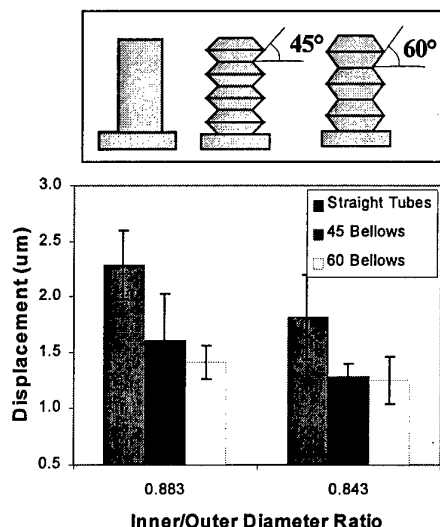 45°
60°
3.0
2.5
2.0
1.5
1.0
0.5
Displacement (um)
Straight Tubes
45 Bellows
60 Bellows
0.883
0.843
Inner/Outer Diameter Ratio